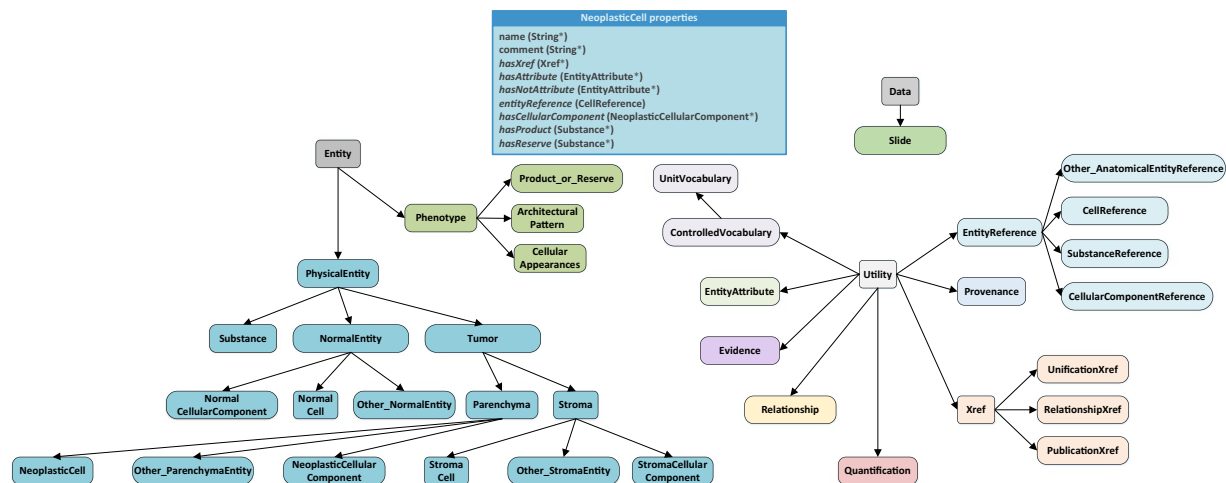 NeoplasticCell properties
name (String*)
comment (String*)
hasXref (Xref*)
hasAttribute (EntityAttribute*)
hasNotAttribute (EntityAttribute*)
entityReference (CellReference)
hasCellularComponent (NeoplasticCellularComponent*)
hasProduct (Substance*)
hasReserve (Substance*)
Data
Slide
Entity
Product_or_Reserve
Phenotype
Architectural
Pattern
Cellular
Appearances
PhysicalEntity
Substance
NormalEntity
Tumor
Normal
CellularComponent
Normal
Cell
Other_NormalEntity
Parenchyma
Stroma
NeoplasticCell
Other_ParenchymaEntity
NeoplasticCellular
Component
Stroma
Cell
Other_StromaEntity
StromaCellular
Component
UnitVocabulary
ControlledVocabulary
EntityAttribute
Evidence
Relationship
Quantification
Utility
EntityReference
Provenance
Xref
Other_AnatomicalEntityReference
CellReference
SubstanceReference
CellularComponentReference
UnificationXref
RelationshipXref
PublicationXref